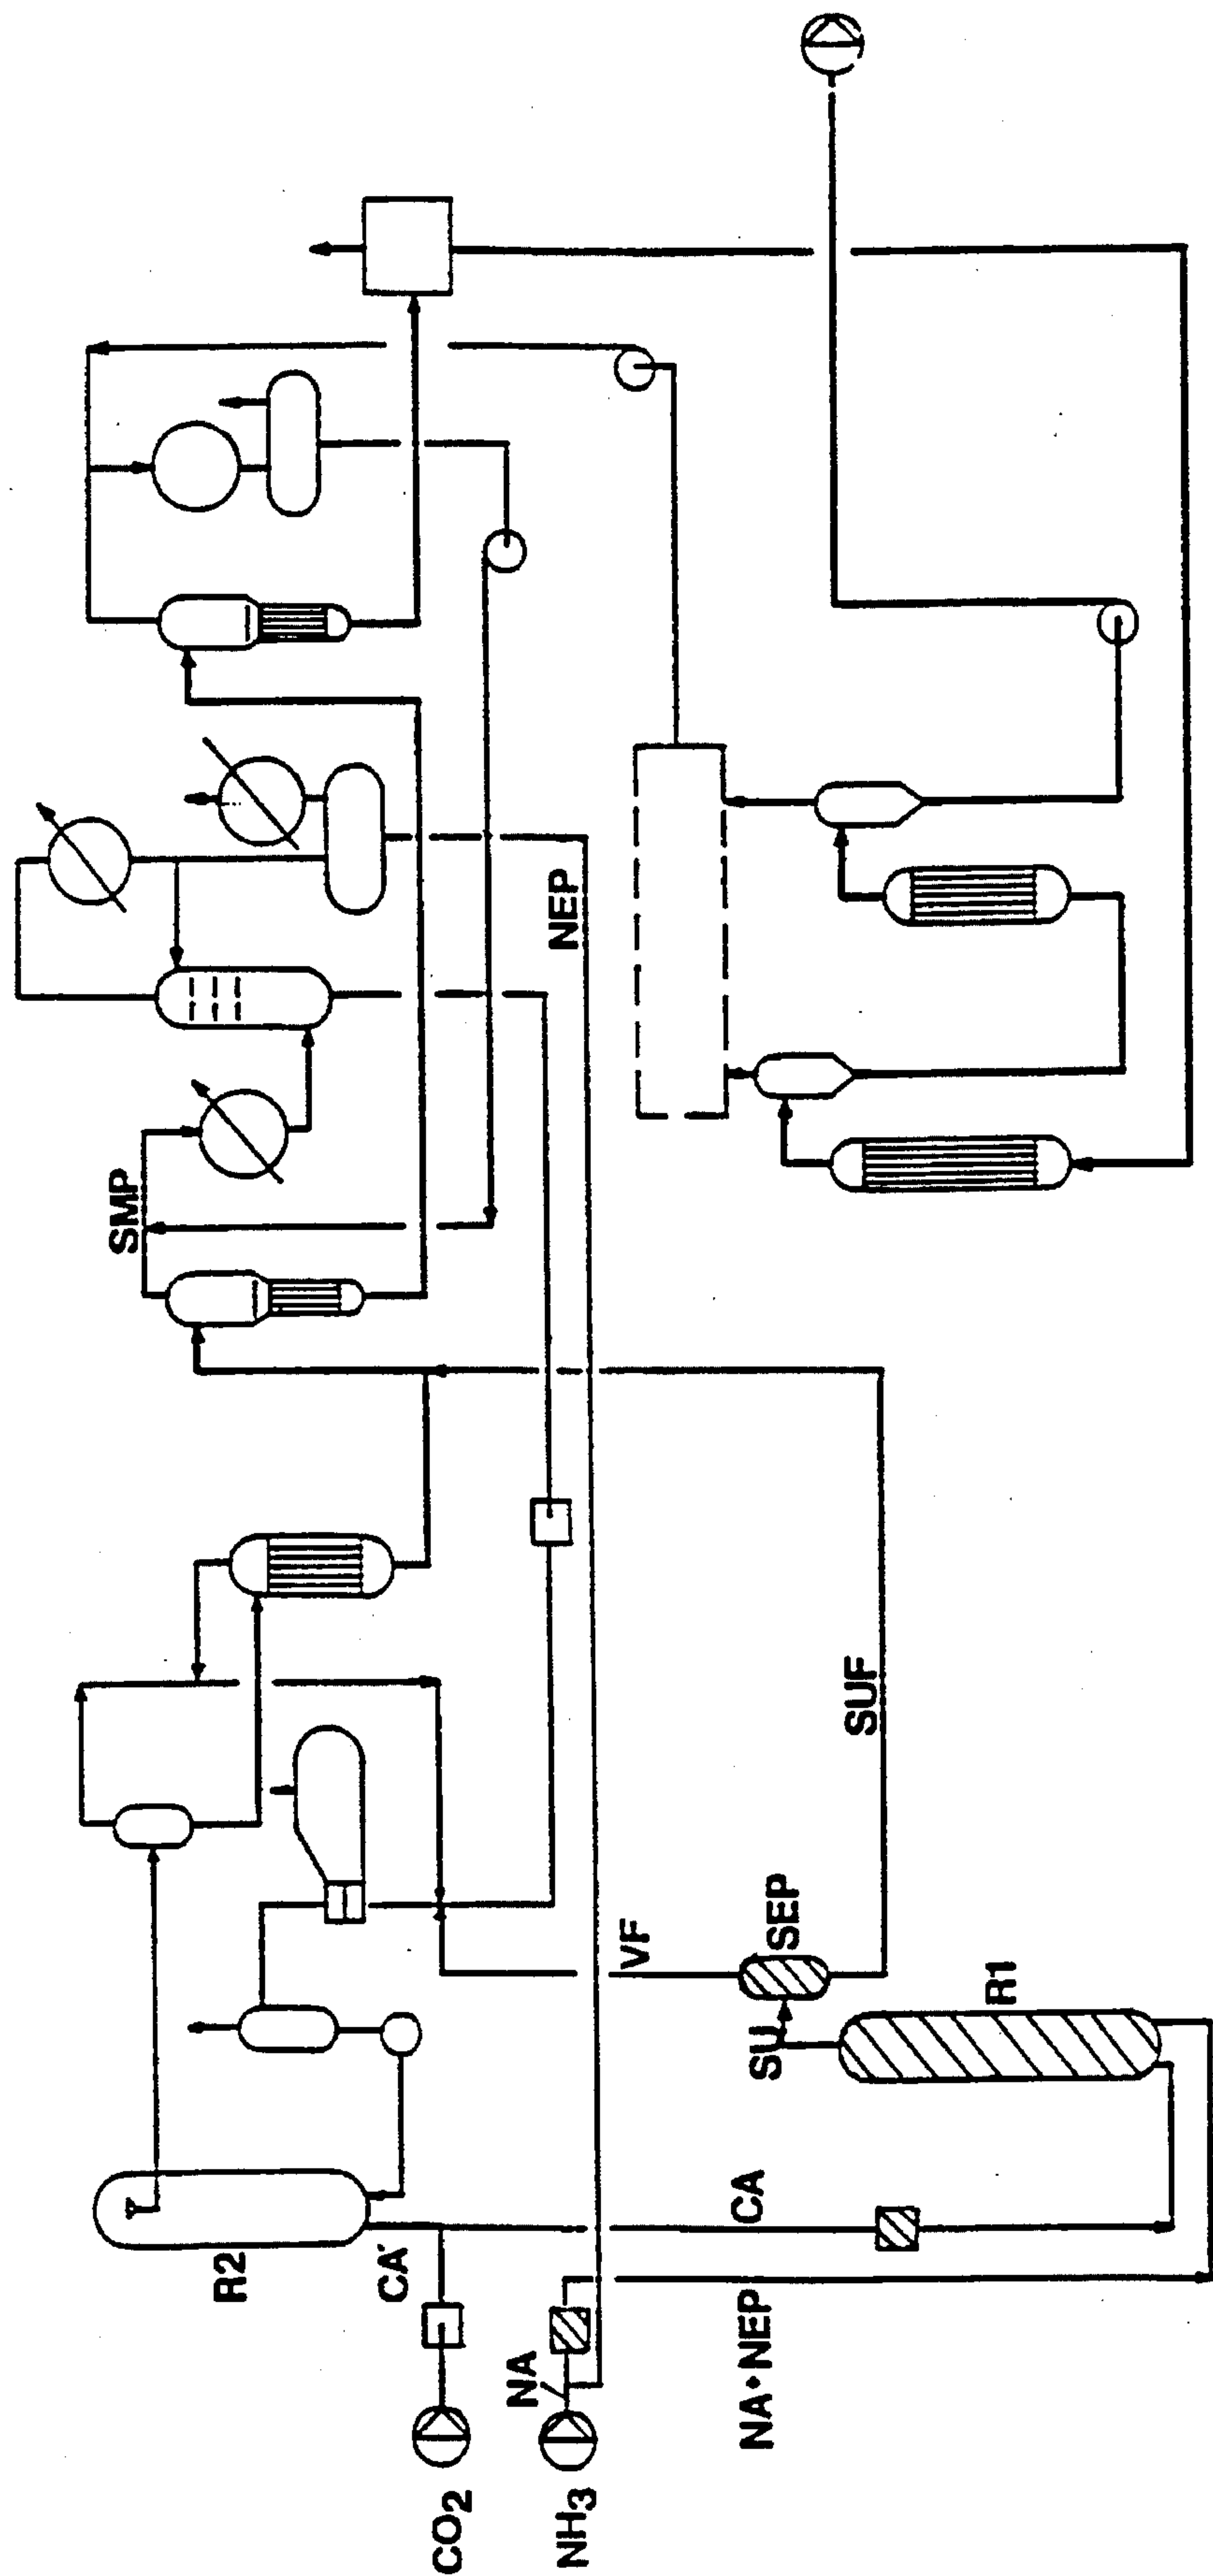 SMP
NEP
R2
CA'
CO2
NA
NH3
NA•NEP
CA
VF
SU
SEP
R1
SUF